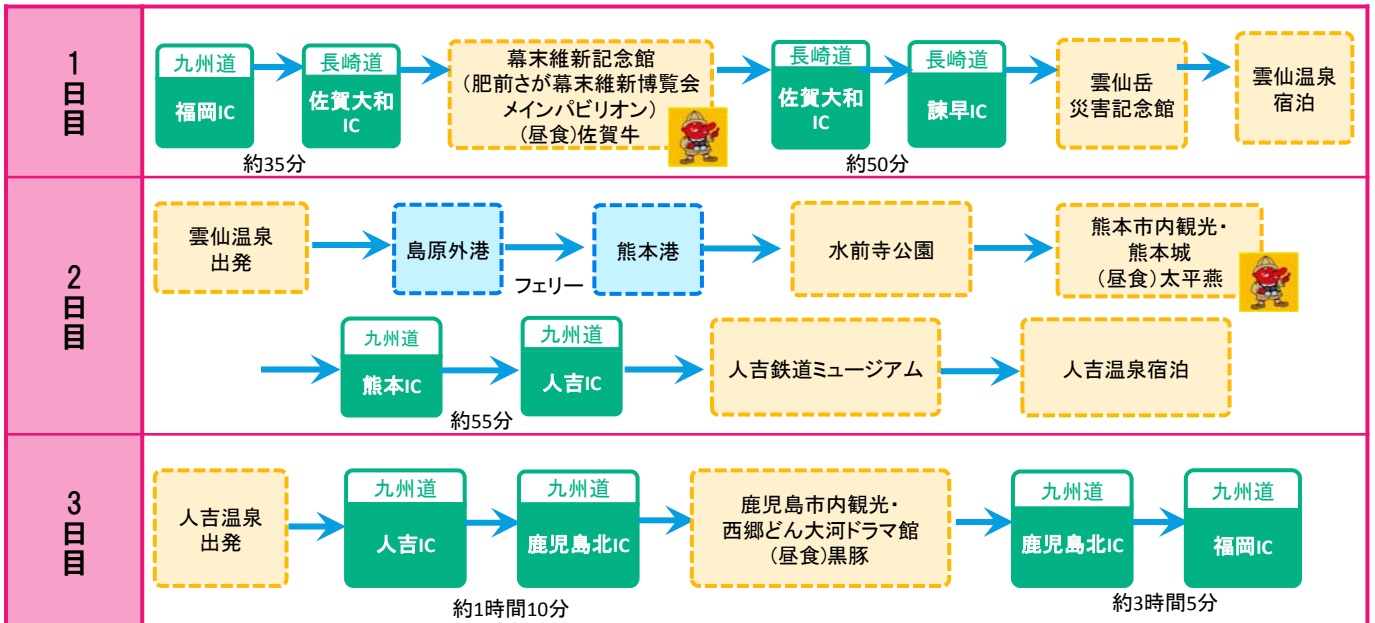 1日目
九州道
福岡IC
約35分
長崎道
佐賀大和
IC
幕末維新記念館
(肥前さが幕末維新博覧会
メインパビリオン)
(昼食)佐賀牛
長崎道
佐賀大和
IC
約50分
長崎道
諫早IC
雲仙岳
災害記念館
雲仙温泉
宿泊
2日目
雲仙温泉
出発
島原外港
フェリー
熊本港
水前寺公園
熊本市内観光・
熊本城
(昼食)太平燕
九州道
熊本IC
約55分
九州道
人吉IC
人吉鉄道ミュージアム
人吉温泉宿泊
3日目
人吉温泉
出発
九州道
人吉IC
約1時間10分
九州道
鹿児島北IC
鹿児島市内観光・
西郷どん大河ドラマ館
(昼食)黒豚
九州道
鹿児島北IC
約3時間5分
九州道
福岡IC